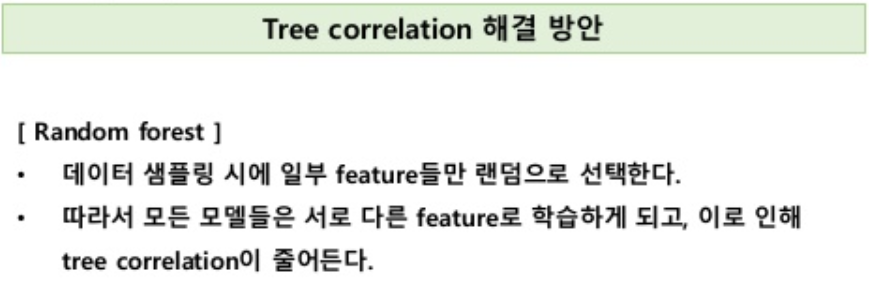 Tree correlation 해결 방안
[ Random forest ]
• 데이터 샘플링 시에 일부 feature들만 랜덤으로 선택한다.
• 따라서 모든 모델들은 서로 다른 feature로 학습하게 되고, 이로 인해
tree correlation이 줄어든다.